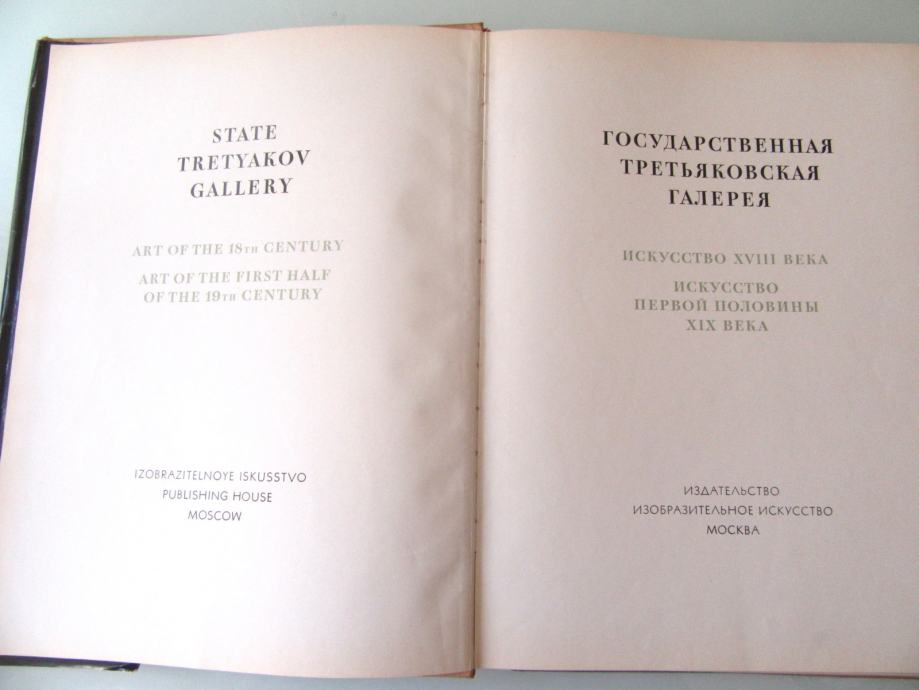 STATE
TRETYAKOV
GALLERY
ART OF THE 18TH CENTURY
ART OF THE FIRST HALF
OF THE 19TH CENTURY
IZOBRAZITELNOYE ISKUSSTVO
PUBLISHING HOUSE
MOSCOW
ГОСУДАРСТВЕННАЯ
ТРЕТЬЯКОВСКАЯ
ГАЛЕРЕЯ
ИСКУССТВО XVIII ВЕКА
ИСКУССТВО
ПЕРВОЙ ПОЛОВИНЫ
XIX ВЕКА
ИЗДАТЕЛЬСТВО
ИЗОБРАЗИТЕЛЬНОЕ ИСКУССТВО
МОСКВА